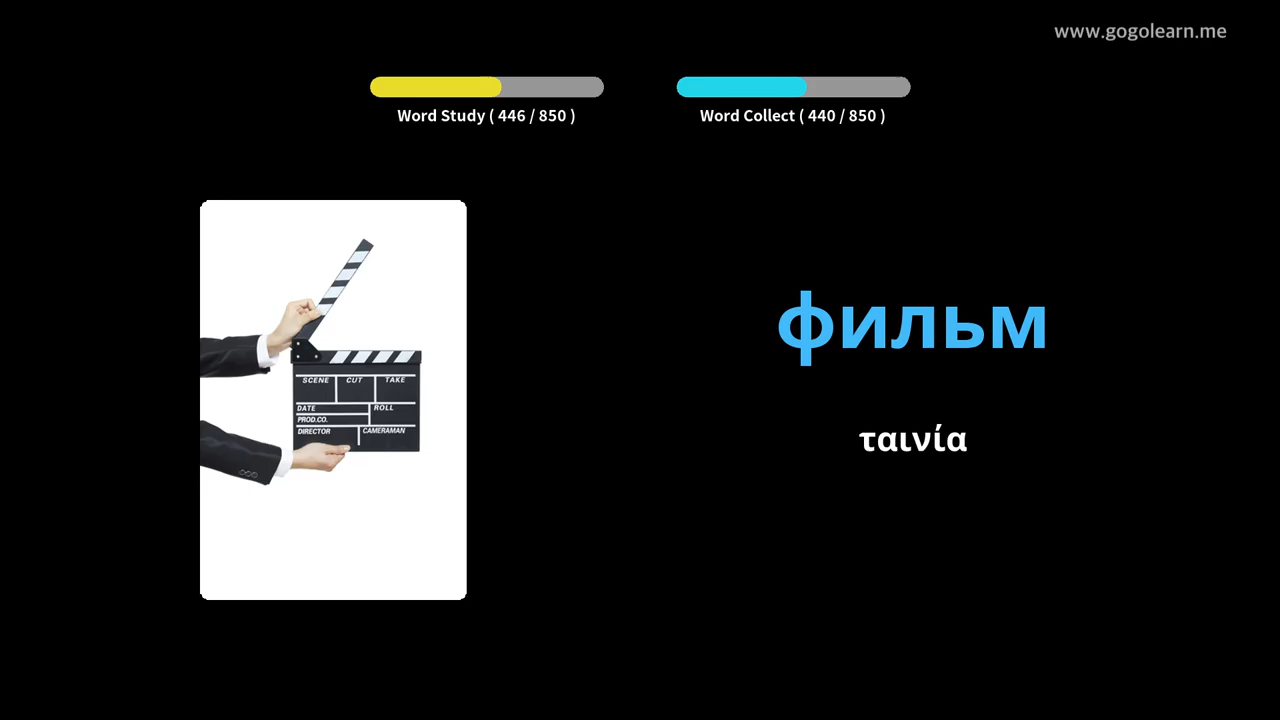 www.gogolearn.me
Word Study ( 446 / 850 )
Word Collect ( 440 / 850 )
SCENE CUT TAKE
DATE ROLL
PROD.CO.
DIRECTOR CAMERAMAN
фильм
ταινία